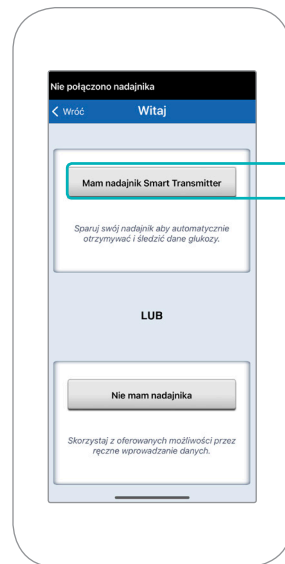 Nie połączono nadajnika
Wróć
Witaj
Mam nadajnik Smart Transmitter
Sparuj swój nadajnik aby automatycznie
otrzymywać i śledzić dane glukozy.
LUB
Nie mam nadajnika
Skorzystaj z oferowanych możliwości przez
ręczne wprowadzanie danych.